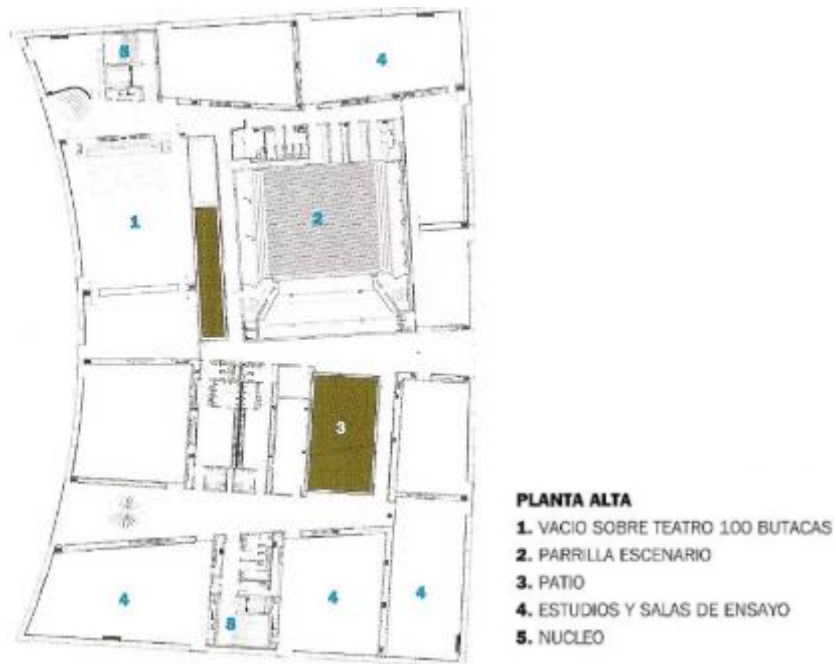 5
4
1
2
3
4
4
4
5
PLANTA ALTA
1. VACIO SOBRE TEATRO 100 BUTACAS
2. PARRILLA ESCENARIO
3. PATIO
4. ESTUDIOS Y SALAS DE ENSAYO
5. NUCLEO